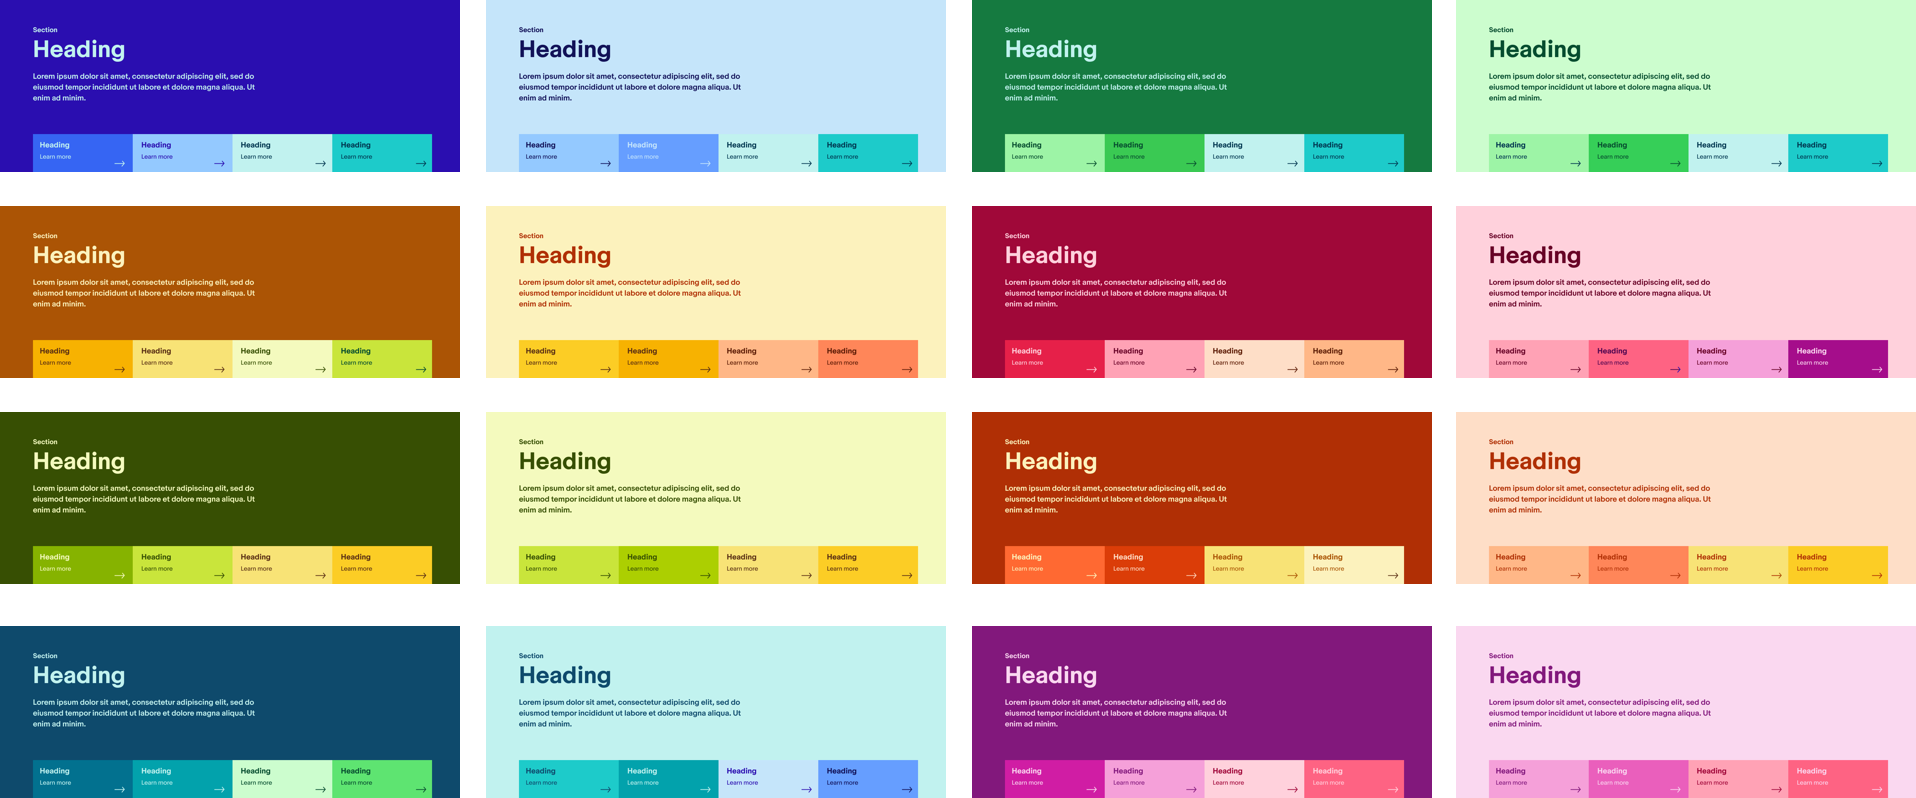 Section
Heading
Lorem ipsum dolor sit amet, consectetur adipiscing elit, sed do
eiusmod tempor incididunt ut labore et dolore magna aliqua. Ut
enim ad minim.
Heading
Learn more
Heading
Learn more
Heading
Learn more
Heading
Learn more
Section
Heading
Lorem ipsum dolor sit amet, consectetur adipiscing elit, sed do
eiusmod tempor incididunt ut labore et dolore magna aliqua. Ut
enim ad minim.
Heading
Learn more
Heading
Learn more
Heading
Learn more
Heading
Learn more
Section
Heading
Lorem ipsum dolor sit amet, consectetur adipiscing elit, sed do
eiusmod tempor incididunt ut labore et dolore magna aliqua. Ut
enim ad minim.
Heading
Learn more
Heading
Learn more
Heading
Learn more
Heading
Learn more
Section
Heading
Lorem ipsum dolor sit amet, consectetur adipiscing elit, sed do
eiusmod tempor incididunt ut labore et dolore magna aliqua. Ut
enim ad minim.
Heading
Learn more
Heading
Learn more
Heading
Learn more
Heading
Learn more
Section
Heading
Lorem ipsum dolor sit amet, consectetur adipiscing elit, sed do
eiusmod tempor incididunt ut labore et dolore magna aliqua. Ut
enim ad minim.
Heading
Learn more
Heading
Learn more
Heading
Learn more
Heading
Learn more
Section
Heading
Lorem ipsum dolor sit amet, consectetur adipiscing elit, sed do
eiusmod tempor incididunt ut labore et dolore magna aliqua. Ut
enim ad minim.
Heading
Learn more
Heading
Learn more
Heading
Learn more
Heading
Learn more
Section
Heading
Lorem ipsum dolor sit amet, consectetur adipiscing elit, sed do
eiusmod tempor incididunt ut labore et dolore magna aliqua. Ut
enim ad minim.
Heading
Learn more
Heading
Learn more
Heading
Learn more
Heading
Learn more
Section
Heading
Lorem ipsum dolor sit amet, consectetur adipiscing elit, sed do
eiusmod tempor incididunt ut labore et dolore magna aliqua. Ut
enim ad minim.
Heading
Learn more
Heading
Learn more
Heading
Learn more
Heading
Learn more
Section
Heading
Lorem ipsum dolor sit amet, consectetur adipiscing elit, sed do
eiusmod tempor incididunt ut labore et dolore magna aliqua. Ut
enim ad minim.
Heading
Learn more
Heading
Learn more
Heading
Learn more
Heading
Learn more
Section
Heading
Lorem ipsum dolor sit amet, consectetur adipiscing elit, sed do
eiusmod tempor incididunt ut labore et dolore magna aliqua. Ut
enim ad minim.
Heading
Learn more
Heading
Learn more
Heading
Learn more
Heading
Learn more
Section
Heading
Lorem ipsum dolor sit amet, consectetur adipiscing elit, sed do
eiusmod tempor incididunt ut labore et dolore magna aliqua. Ut
enim ad minim.
Heading
Learn more
Heading
Learn more
Heading
Learn more
Heading
Learn more
Section
Heading
Lorem ipsum dolor sit amet, consectetur adipiscing elit, sed do
eiusmod tempor incididunt ut labore et dolore magna aliqua. Ut
enim ad minim.
Heading
Learn more
Heading
Learn more
Heading
Learn more
Heading
Learn more
Section
Heading
Lorem ipsum dolor sit amet, consectetur adipiscing elit, sed do
eiusmod tempor incididunt ut labore et dolore magna aliqua. Ut
enim ad minim.
Heading
Learn more
Heading
Learn more
Heading
Learn more
Heading
Learn more
Section
Heading
Lorem ipsum dolor sit amet, consectetur adipiscing elit, sed do
eiusmod tempor incididunt ut labore et dolore magna aliqua. Ut
enim ad minim.
Heading
Learn more
Heading
Learn more
Heading
Learn more
Heading
Learn more
Section
Heading
Lorem ipsum dolor sit amet, consectetur adipiscing elit, sed do
eiusmod tempor incididunt ut labore et dolore magna aliqua. Ut
enim ad minim.
Heading
Learn more
Heading
Learn more
Heading
Learn more
Heading
Learn more
Section
Heading
Lorem ipsum dolor sit amet, consectetur adipiscing elit, sed do
eiusmod tempor incididunt ut labore et dolore magna aliqua. Ut
enim ad minim.
Heading
Learn more
Heading
Learn more
Heading
Learn more
Heading
Learn more